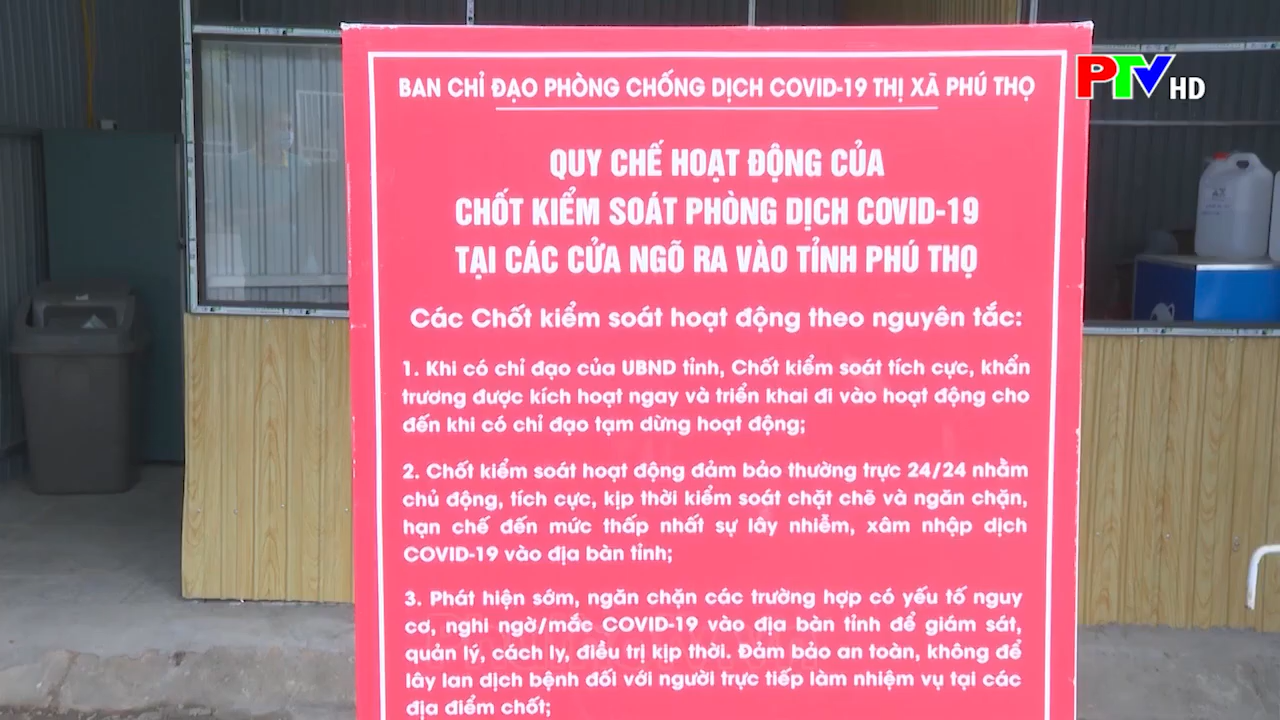 BAN CHỈ ĐẠO PHÒNG CHỐNG DỊCH COVID-19 THỊ XÃ PHÚ THỌ
PTV HD
QUY CHẾ HOẠT ĐỘNG CỦA
CHỐT KIỂM SOÁT PHÒNG DỊCH COVID-19
TẠI CÁC CỬA NGÕ RA VÀO TỈNH PHÚ THỌ
Các Chốt kiểm soát hoạt động theo nguyên tắc:
1. Khi có chỉ đạo của UBND tỉnh, Chốt kiểm soát tích cực, khẩn
trương được kích hoạt ngay và triển khai đi vào hoạt động cho
đến khi có chỉ đạo tạm dừng hoạt động;
2. Chốt kiểm soát hoạt động đảm bảo thường trực 24/24 nhằm
chủ động, tích cực, kịp thời kiểm soát chặt chẽ và ngăn chặn,
hạn chế đến mức thấp nhất sự lây nhiễm, xâm nhập dịch
COVID-19 vào địa bàn tỉnh;
3. Phát hiện sớm, ngăn chặn các trường hợp có yếu tố nguy
cơ, nghi ngờ/mắc COVID-19 vào địa bàn tỉnh để giám sát,
quản lý, cách ly, điều trị kịp thời. Đảm bảo an toàn, không để
lây lan dịch bệnh đối với người trực tiếp làm nhiệm vụ tại các
địa điểm chốt;